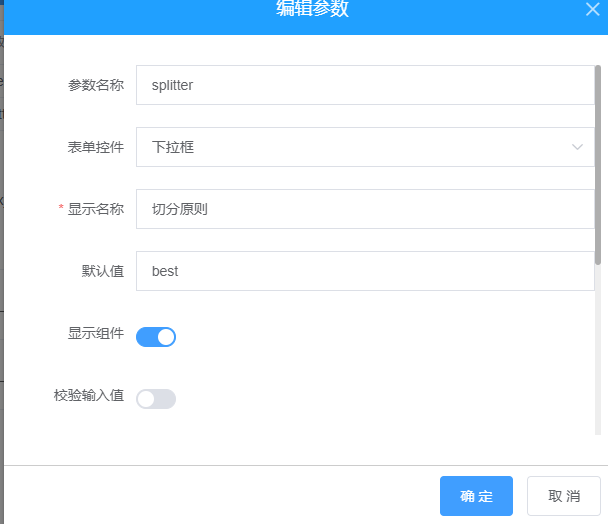 编辑参数
参数名称 splitter
表单控件 下拉框
* 显示名称 切分原则
默认值 best
显示组件
校验输入值
确 定 取 消